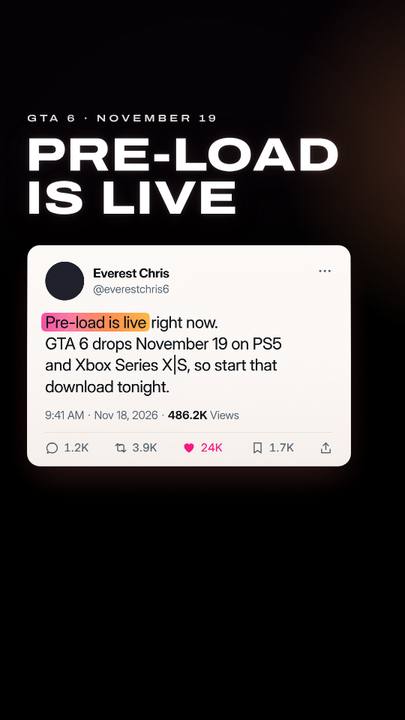 GTA 6 · NOVEMBER 19
PRE-LOAD
IS LIVE
Everest Chris
@everestchris6
Pre-load is live right now.
GTA 6 drops November 19 on PS5
and Xbox Series X|S, so start that
download tonight.
9:41 AM · Nov 18, 2026 · 486.2K Views
1.2K 3.9K 24K 1.7K